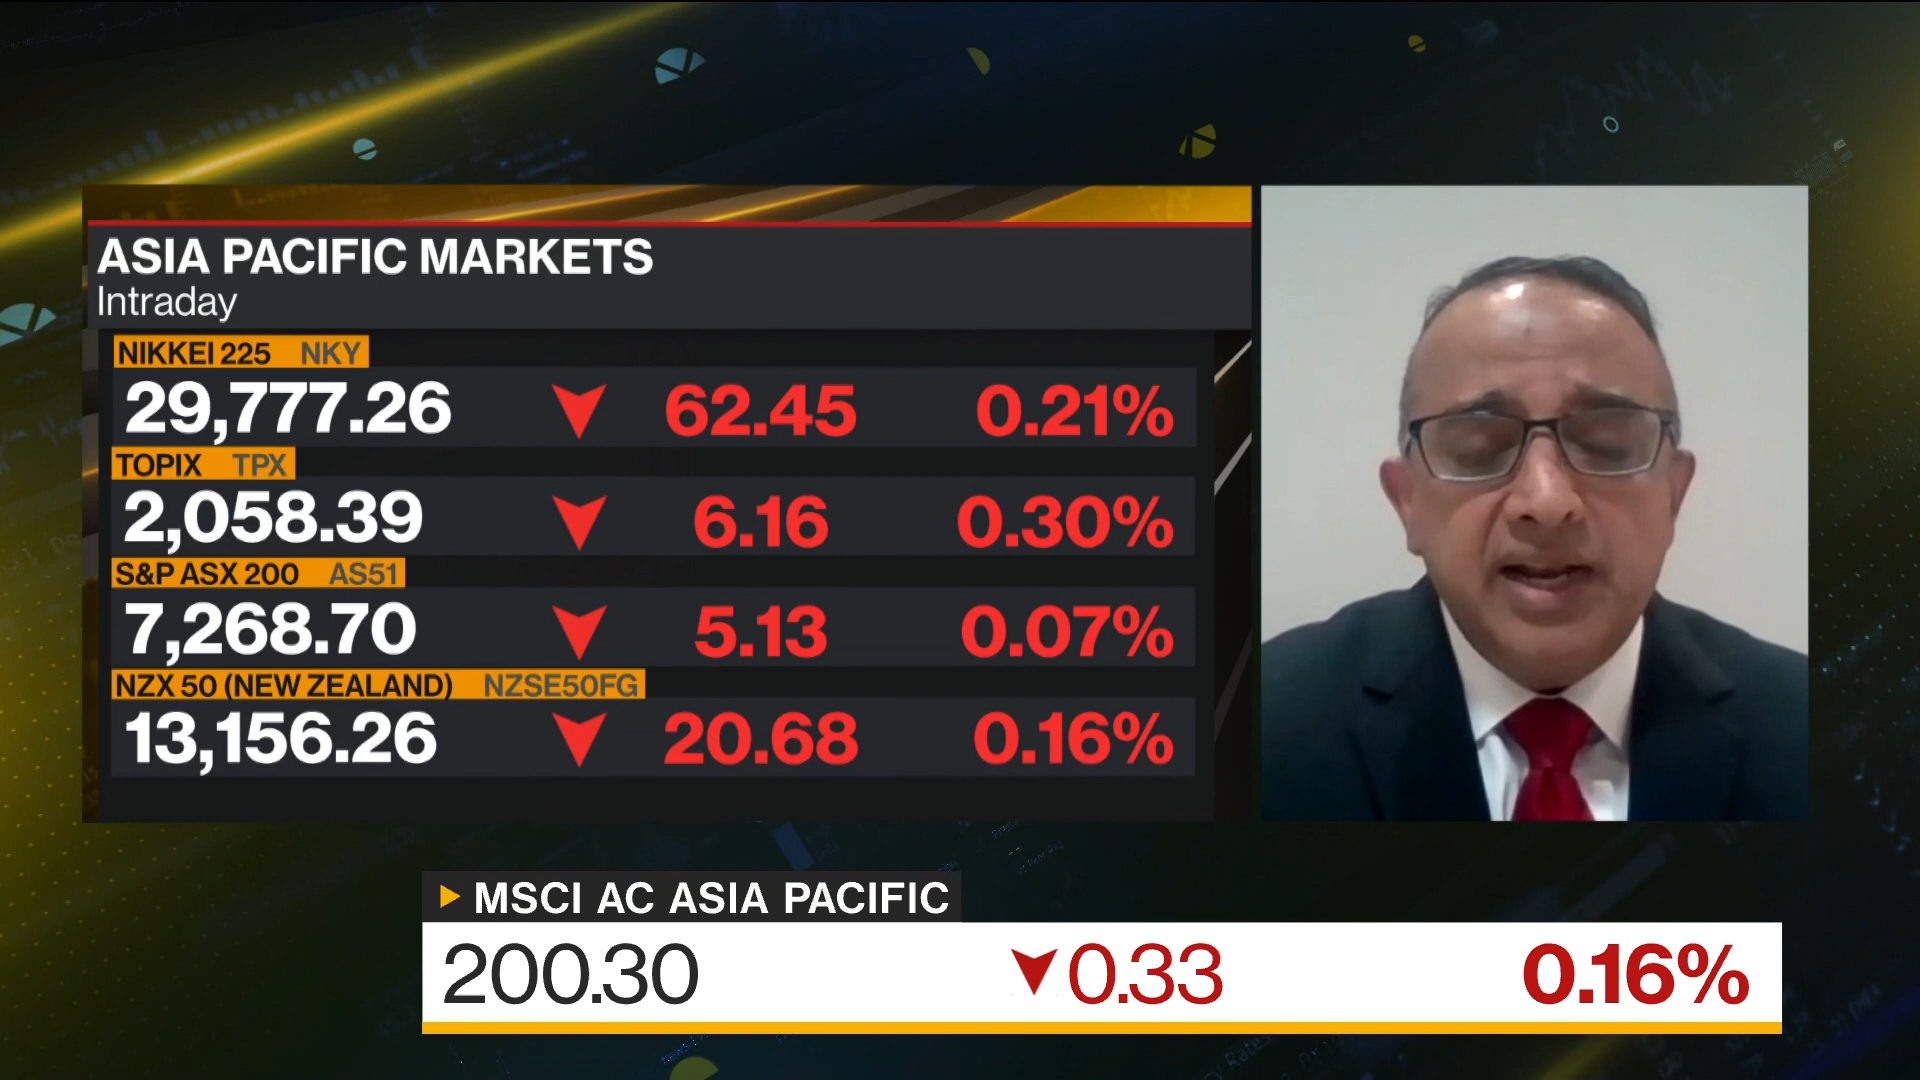 ASIA PACIFIC MARKETS
Intraday
NIKKEI 225 NKY
29,777.26 62.45 0.21%
TOPIX TPX
2,058.39 6.16 0.30%
S&P ASX 200 AS51
7,268.70 5.13 0.07%
NZX 50 (NEW ZEALAND) NZSE50FG
13,156.26 20.68 0.16%
MSCI AC ASIA PACIFIC
200.30 0.33 0.16%